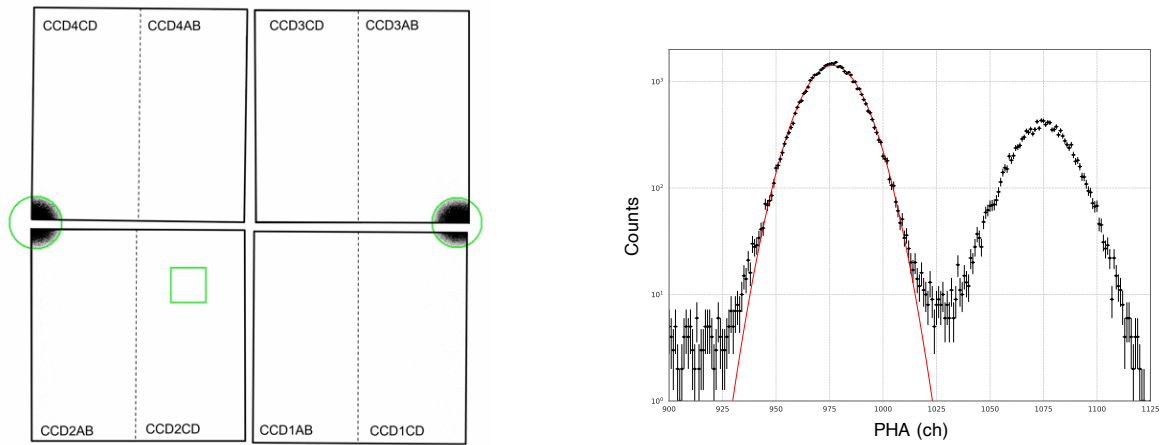 CCD4CD CCD4AB CCD3CD CCD3AB
CCD2AB CCD2CD CCD1AB CCD1CD
Counts
10³
10²
10¹
10⁰
900 925 950 975 1000 1025 1050 1075 1100 1125
PHA (ch)